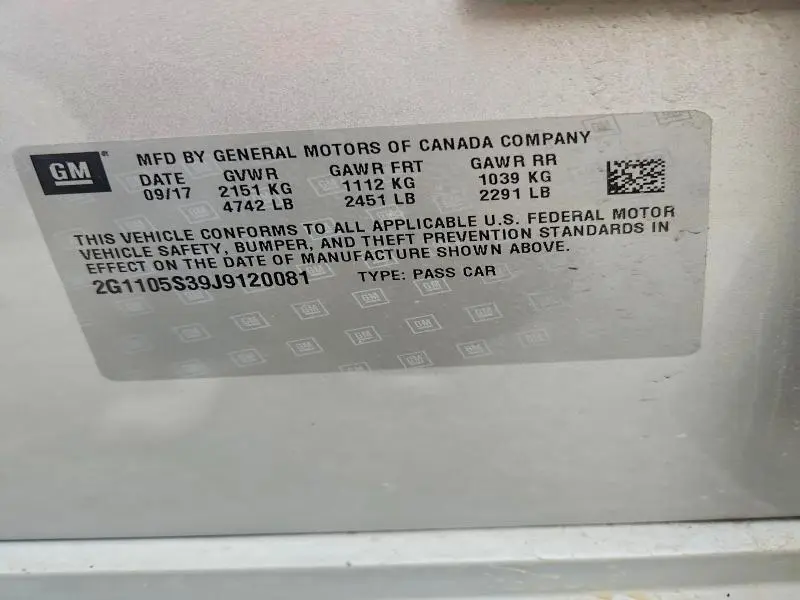 GM
MFD BY GENERAL MOTORS OF CANADA COMPANY
DATE GVWR GAWR FRT GAWR RR
09/17 2151 KG 1112 KG 1039 KG
4742 LB 2451 LB 2291 LB
THIS VEHICLE CONFORMS TO ALL APPLICABLE U.S. FEDERAL MOTOR
VEHICLE SAFETY, BUMPER, AND THEFT PREVENTION STANDARDS IN
EFFECT ON THE DATE OF MANUFACTURE SHOWN ABOVE.
2G1105S39J9120081 TYPE: PASS CAR